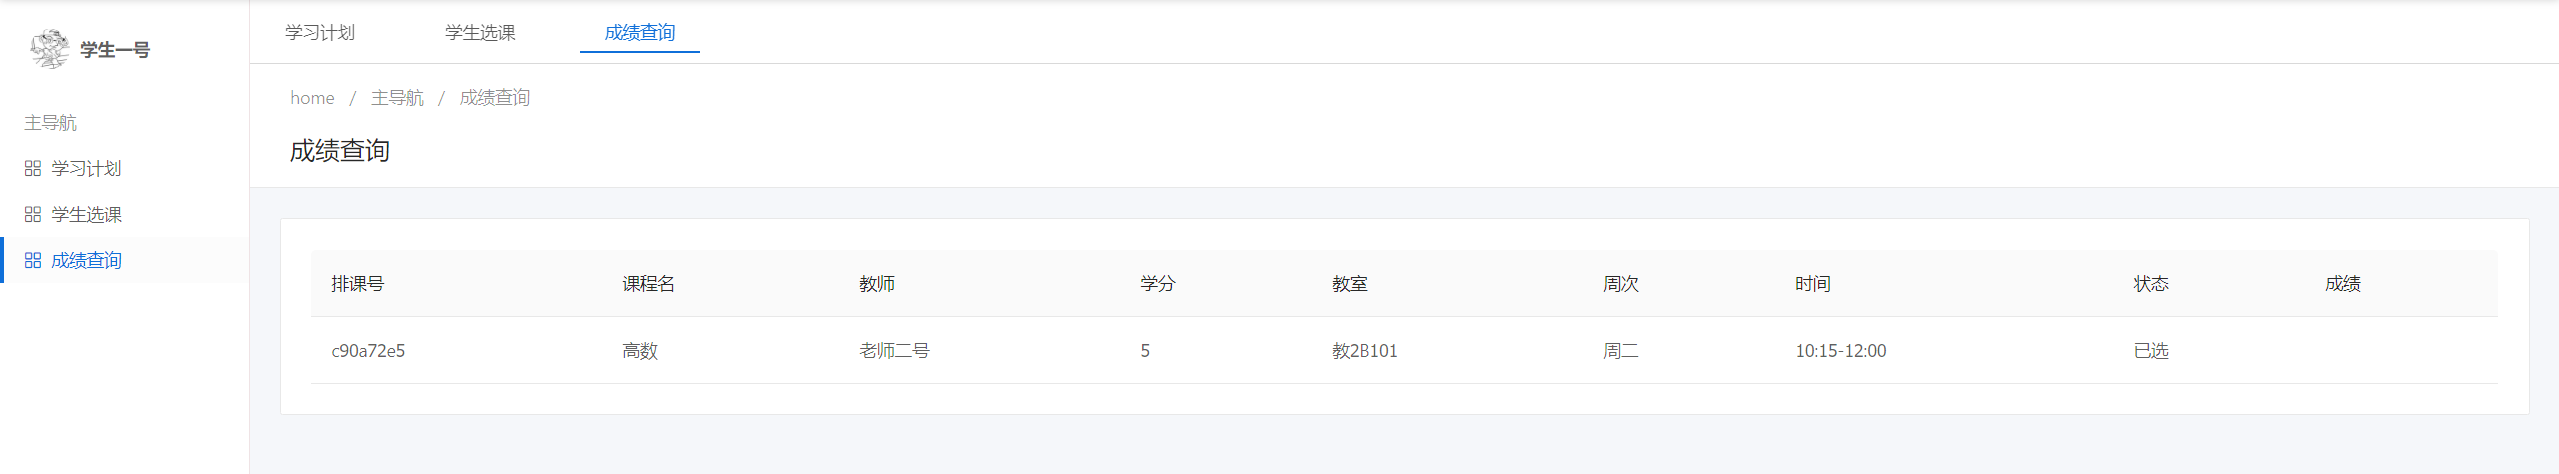 学生一号
主导航
学习计划
学生选课
成绩查询
学习计划 学生选课 成绩查询
home / 主导航 / 成绩查询
成绩查询
排课号 课程名 教师 学分 教室 周次 时间 状态 成绩
c90a72e5 高数 老师二号 5 教2B101 周二 10:15-12:00 已选